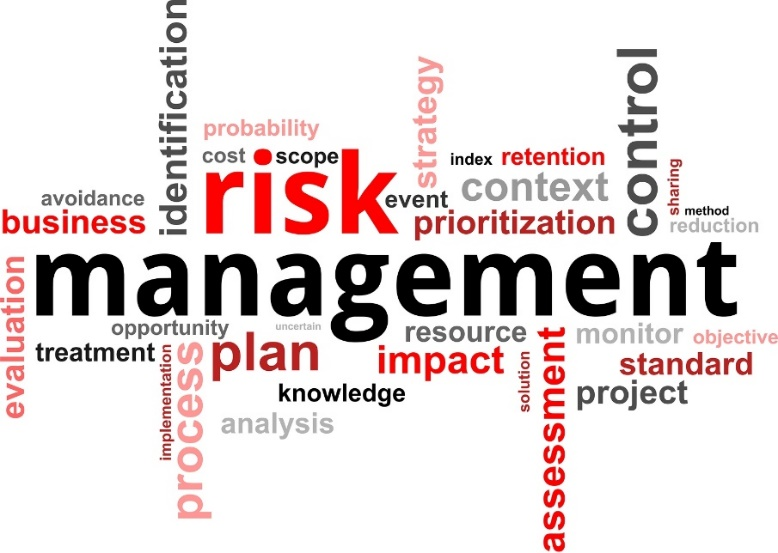 identification
probability
strategy
control
cost
scope
risk
index
retention
sharing
avoidance
event
context
method
business
prioritization
reduction
management
evaluation
opportunity
uncertain
resource
monitor
objective
treatment
implementation
process
plan
impact
solution
assessment
standard
knowledge
project
analysis